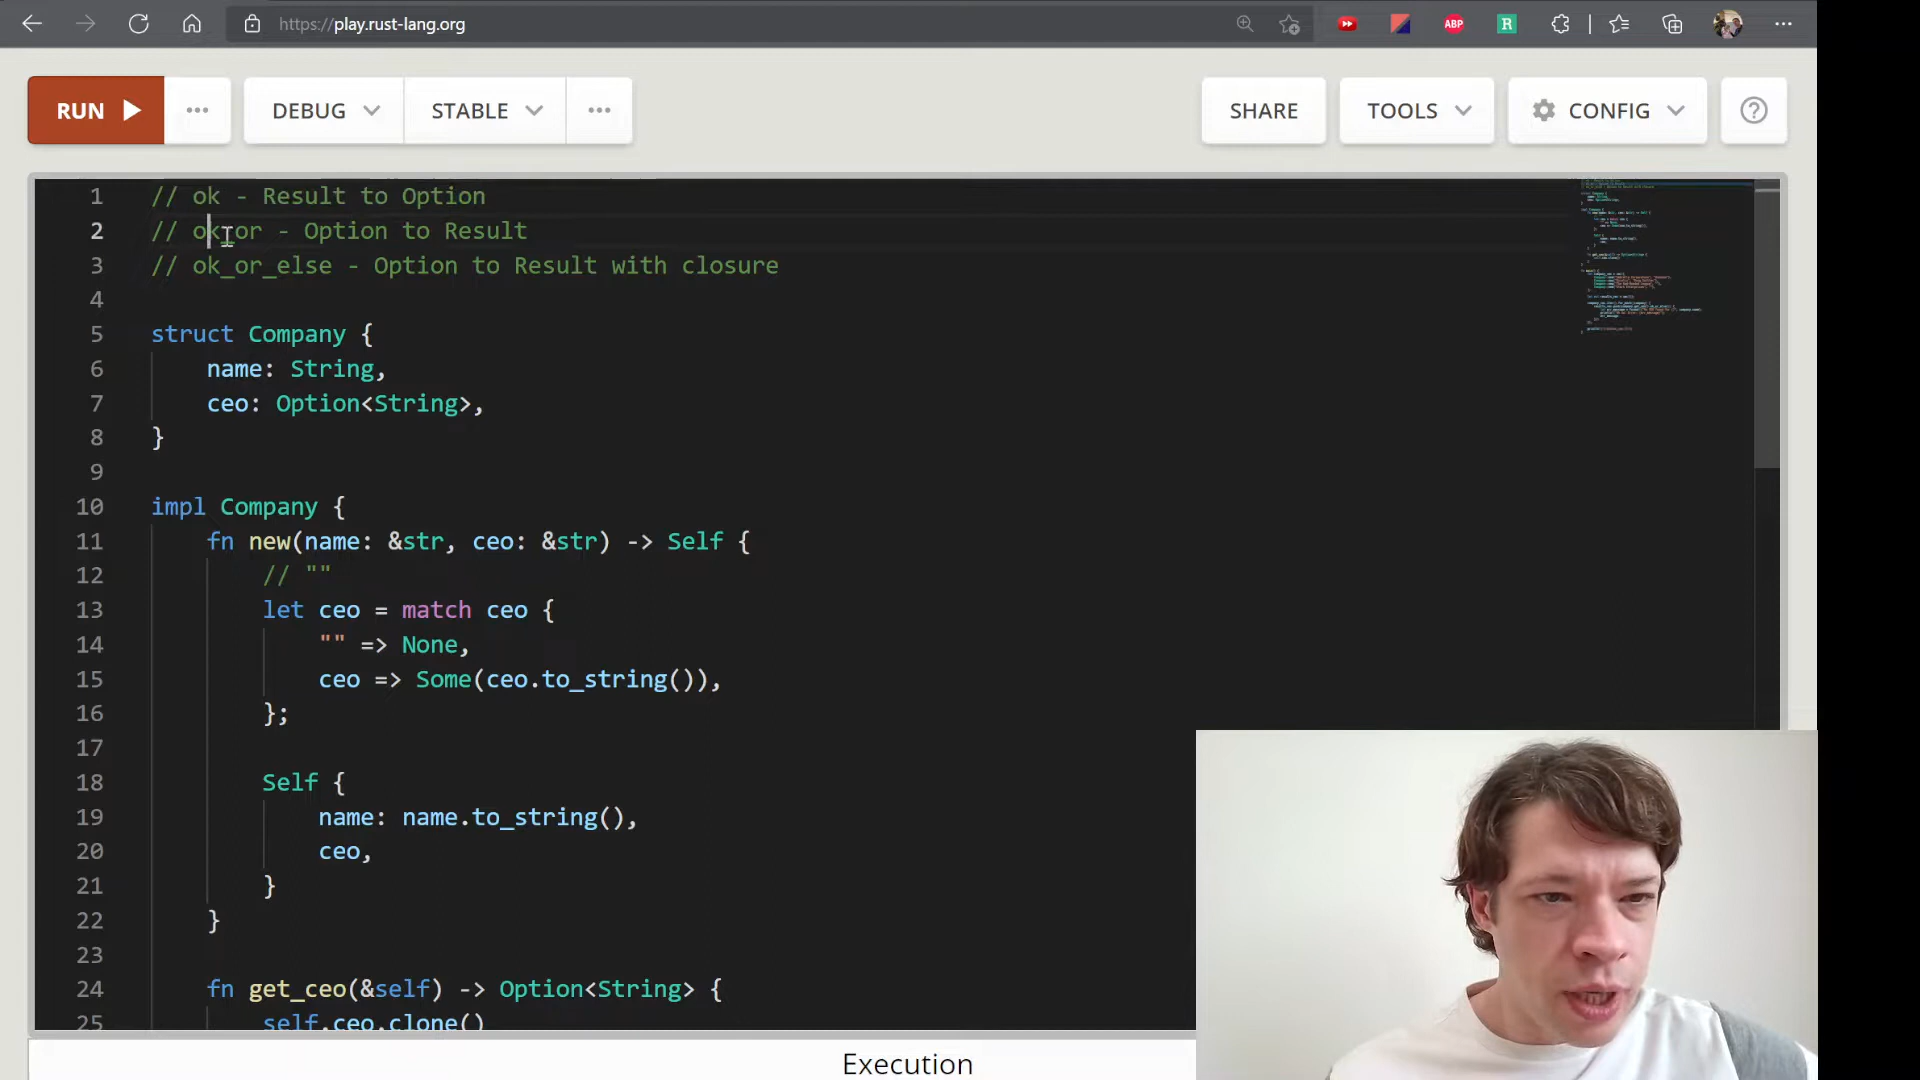 https://play.rust-lang.org
ABP
R
RUN
DEBUG
STABLE
SHARE
TOOLS
CONFIG
1 // ok - Result to Option
2 // ok_or - Option to Result
3 // ok_or_else - Option to Result with closure
4
5 struct Company {
6 name: String,
7 ceo: Option<String>,
8 }
9
10 impl Company {
11 fn new(name: &str, ceo: &str) -> Self {
12 // ""
13 let ceo = match ceo {
14 "" => None,
15 ceo => Some(ceo.to_string()),
16 };
17
18 Self {
19 name: name.to_string(),
20 ceo,
21 }
22 }
23
24 fn get_ceo(&self) -> Option<String> {
25 self.ceo.clone()
Execution